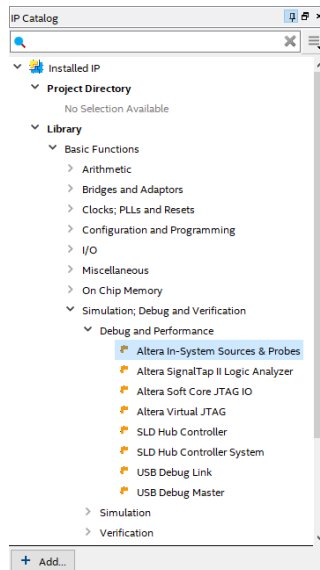 IP Catalog
Installed IP
Project Directory
No Selection Available
Library
Basic Functions
Arithmetic
Bridges and Adaptors
Clocks; PLLs and Resets
Configuration and Programming
I/O
Miscellaneous
On Chip Memory
Simulation; Debug and Verification
Debug and Performance
Altera In-System Sources & Probes
Altera SignalTap II Logic Analyzer
Altera Soft Core JTAG IO
Altera Virtual JTAG
SLD Hub Controller
SLD Hub Controller System
USB Debug Link
USB Debug Master
Simulation
Verification
+ Add...